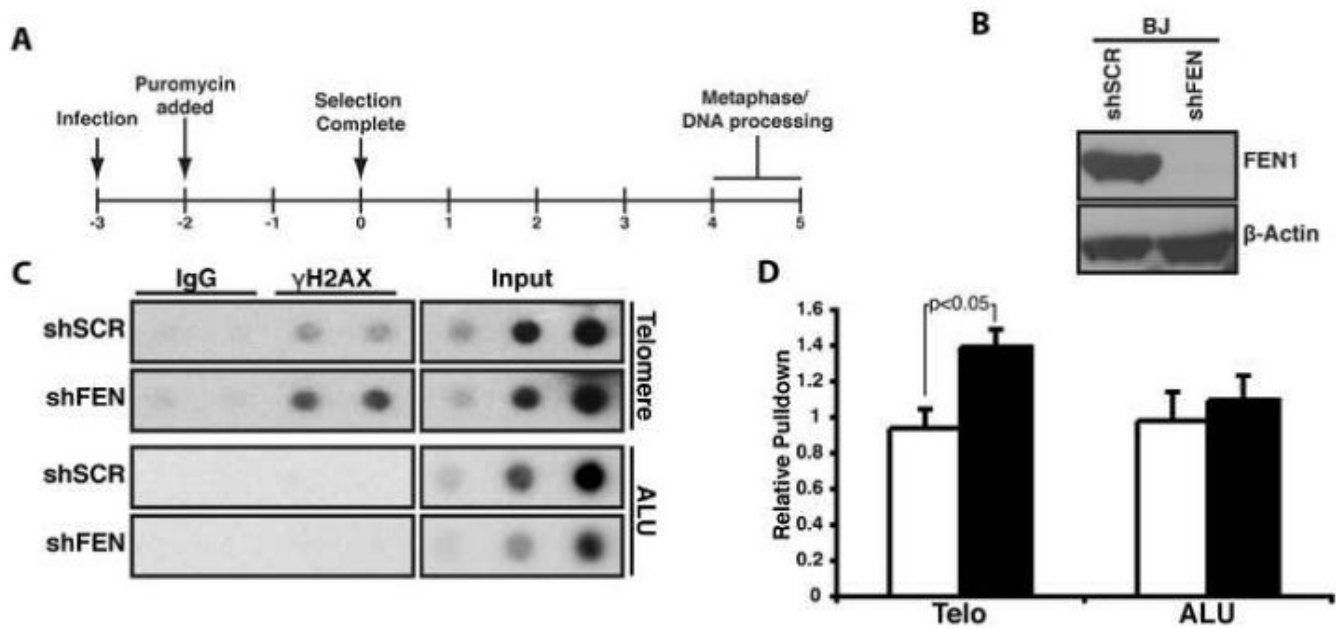 A
Infection
Puromycin
added
Selection
Complete
Metaphase/
DNA processing
-3 -2 -1 0 1 2 3 4 5
B
BJ
shSCR shFEN
FEN1
β-Actin
C
IgG γH2AX Input
shSCR
shFEN
Telomere
shSCR
shFEN
ALU
D
Relative Pulldown
1.6
1.4
1.2
1
0.8
0.6
0.4
0.2
0
p<0.05
Telo ALU